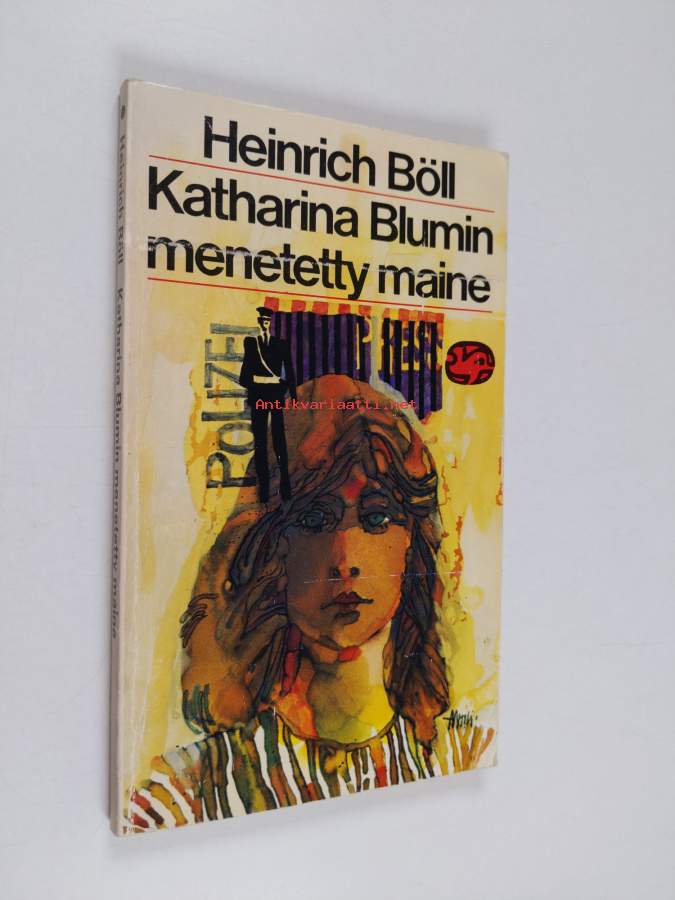 Heinrich Böll
Katharina Blumin
menetetty maine
POLIZEI
Antikvariaatti.net
Heinrich Böll Katharina Blumin menetetty maine